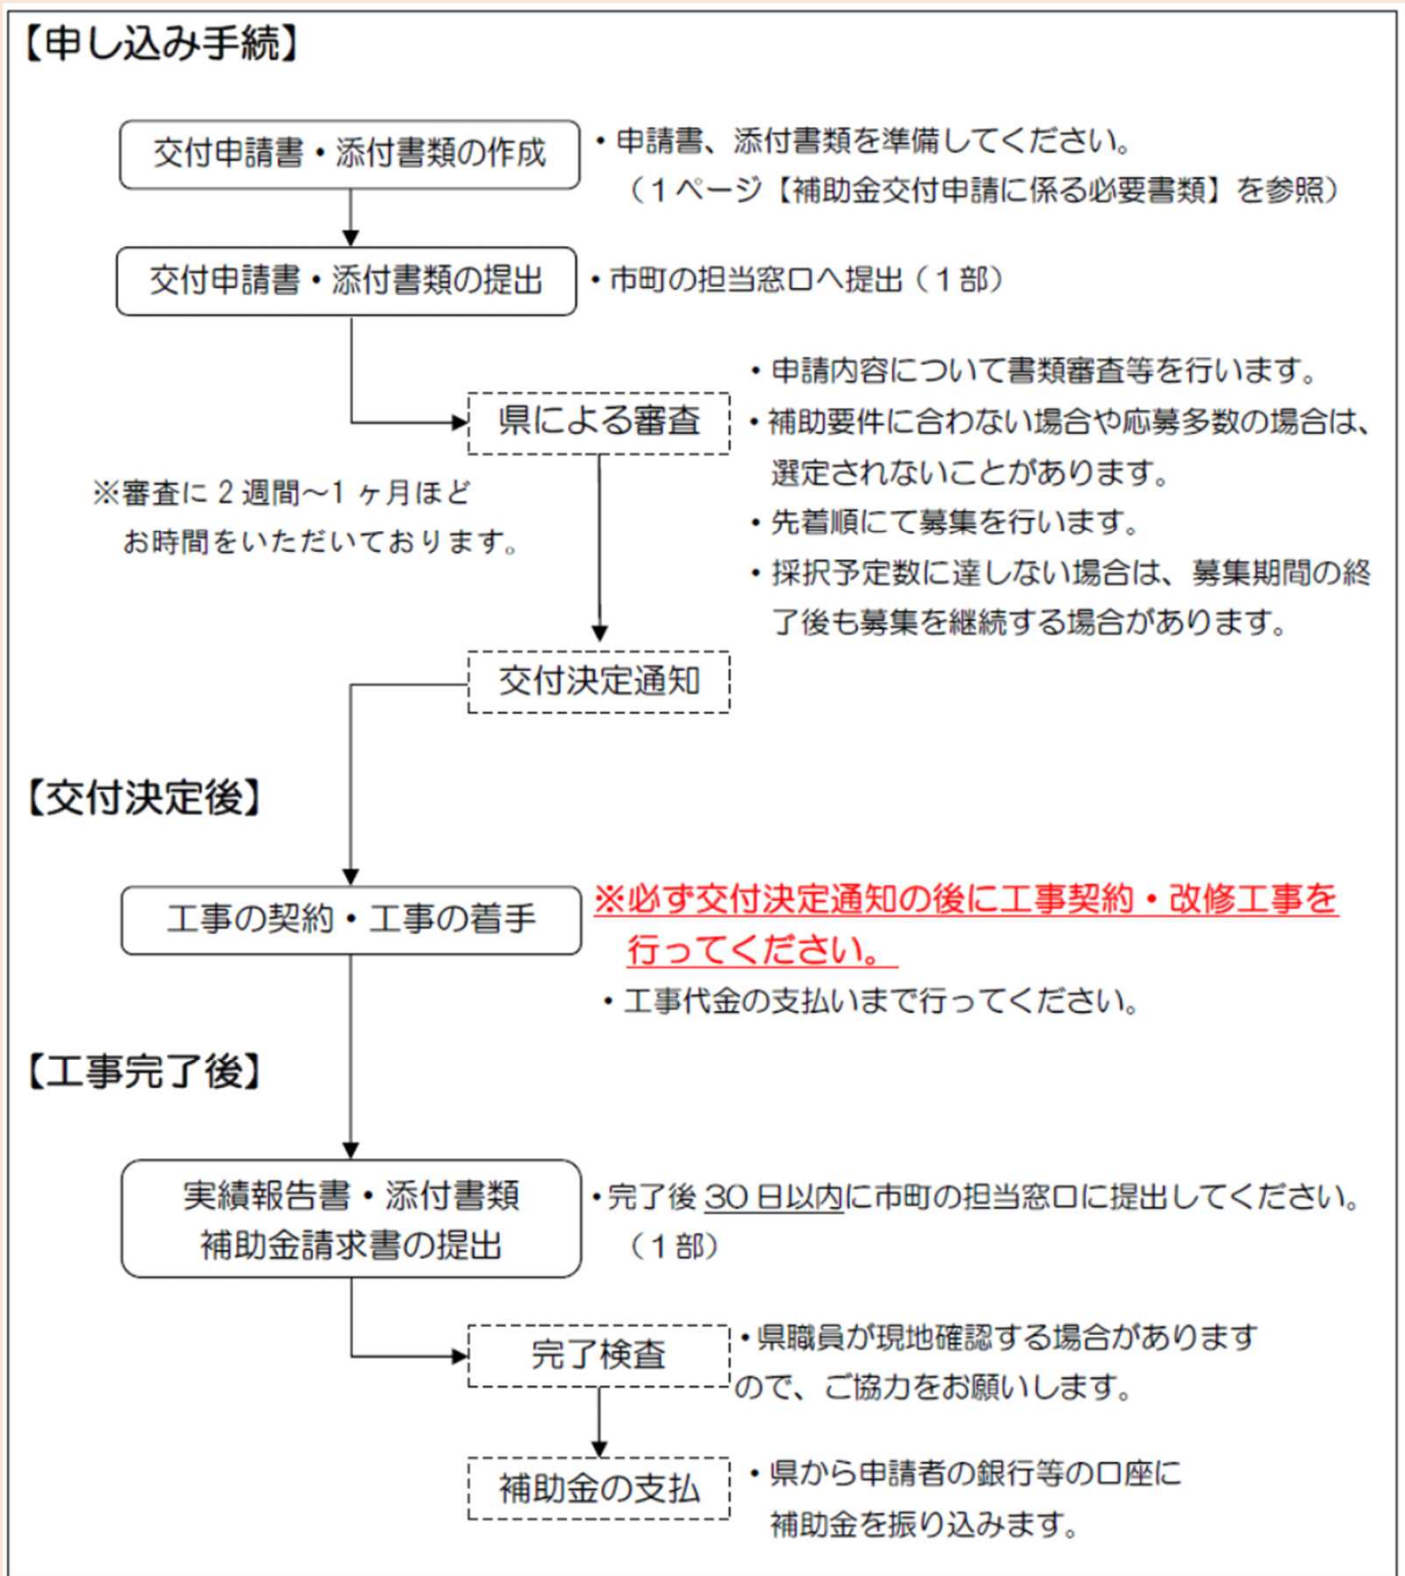 【申し込み手続】
交付申請書・添付書類の作成
・申請書、添付書類を準備してください。
（1ページ【補助金交付申請に係る必要書類】を参照）
交付申請書・添付書類の提出
・市町の担当窓口へ提出（1部）
・申請内容について書類審査等を行います。
県による審査
・補助要件に合わない場合や応募多数の場合は、
選定されないことがあります。
※審査に2週間～1ヶ月ほど
お時間をいただいております。
・先着順にて募集を行います。
・採択予定数に達しない場合は、募集期間の終
了後も募集を継続する場合があります。
交付決定通知
【交付決定後】
工事の契約・工事の着手
※必ず交付決定通知の後に工事契約・改修工事を
行ってください。
・工事代金の支払いまで行ってください。
【工事完了後】
実績報告書・添付書類
補助金請求書の提出
・完了後30日以内に市町の担当窓口に提出してください。
（1部）
完了検査
・県職員が現地確認する場合があります
ので、ご協力をお願いします。
補助金の支払
・県から申請者の銀行等の口座に
補助金を振り込みます。